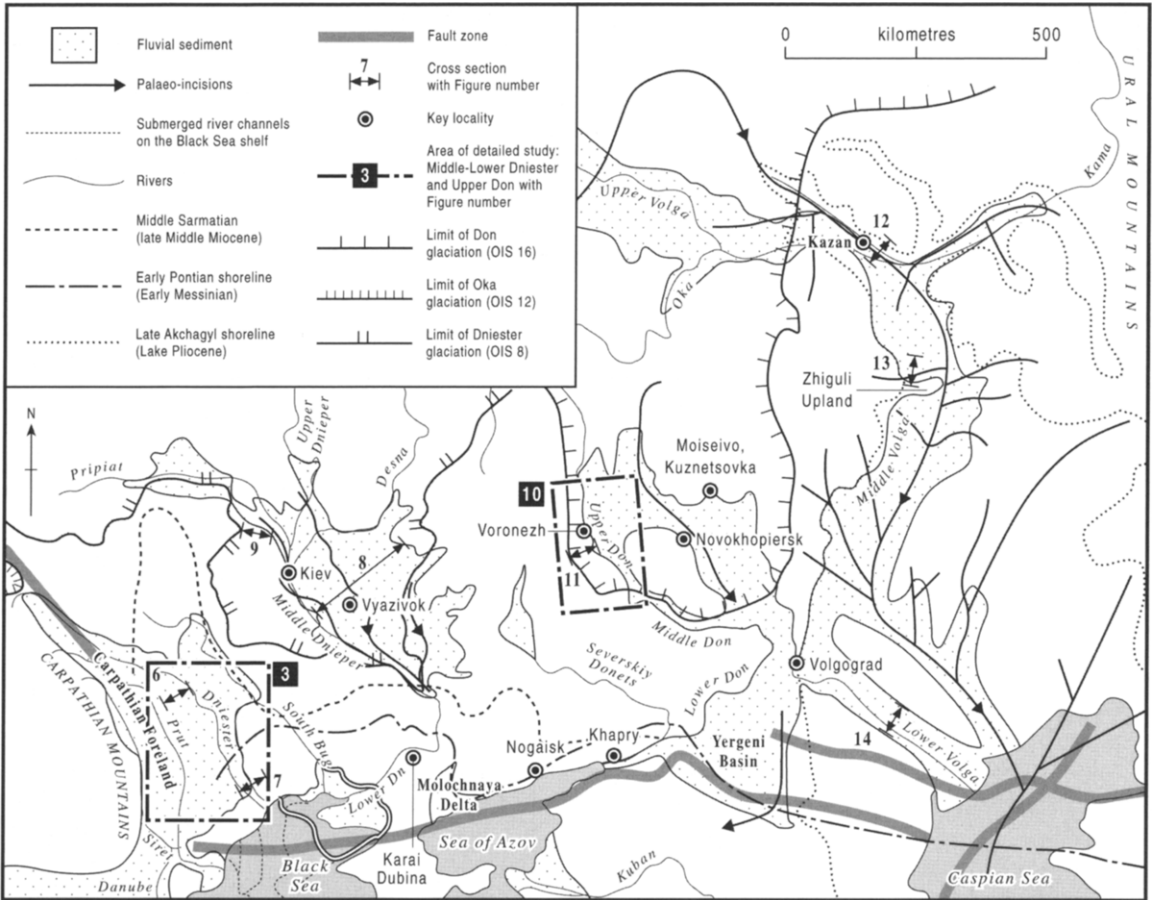 Fluvial sediment
Palaeo-incisions
Submerged river channels
on the Black Sea shelf
Rivers
Middle Sarmatian
(late Middle Miocene)
Early Pontian shoreline
(Early Messinian)
Late Akchagyl shoreline
(Lake Pliocene)
Fault zone
7
Cross section
with Figure number
Key locality
3
Area of detailed study:
Middle-Lower Dniester
and Upper Don with
Figure number
Limit of Don
glaciation (OIS 16)
Limit of Oka
glaciation (OIS 12)
Limit of Dniester
glaciation (OIS 8)
0 kilometres 500
URAL MOUNTAINS
Kama
Upper Volga
12
Kazan
Oka
13
Zhiguli
Upland
Middle Volga
N
Upper
Dnieper
Desna
Pripiat
Moiseivo,
Kuznetsovka
10
Voronezh
Upper Don
Novokhopiersk
11
9
8
Kiev
Vyazivok
Middle Dnieper
Middle Don
Severskiy
Donets
Volgograd
Lower Don
CARPATHIAN MOUNTAINS
Carpathian Foreland
6
3
Dniester
Prut
South Bug
7
Nogaisk
Khapry
Yergeni
Basin
14
Lower Volga
Lower Dn
Molochnaya
Delta
Sea of Azov
Siret
Danube
Black
Sea
Karai
Dubina
Kuban
Caspian Sea